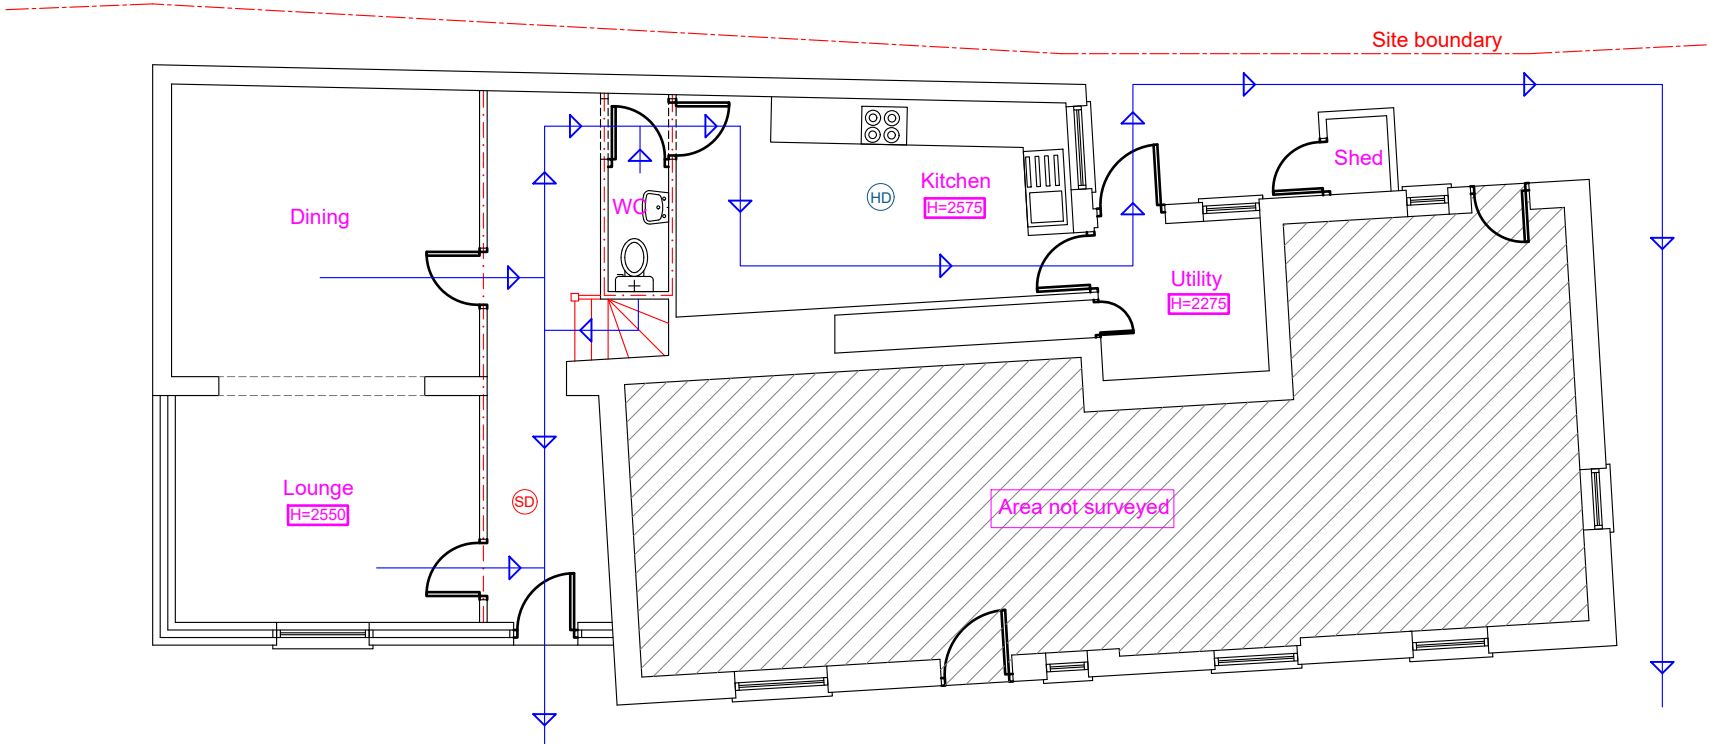 Site boundary
Shed
Kitchen
H=2575
HD
WC
Dining
Utility
H=2275
Lounge
H=2550
SD
Area not surveyed